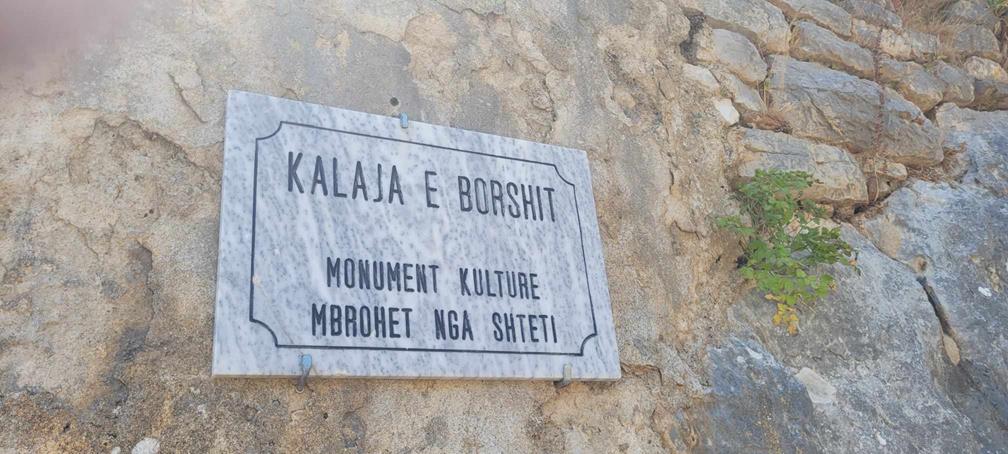 KALAJA E BORSHIT
MONUMENT KULTURE
MBROHET NGA SHTETI